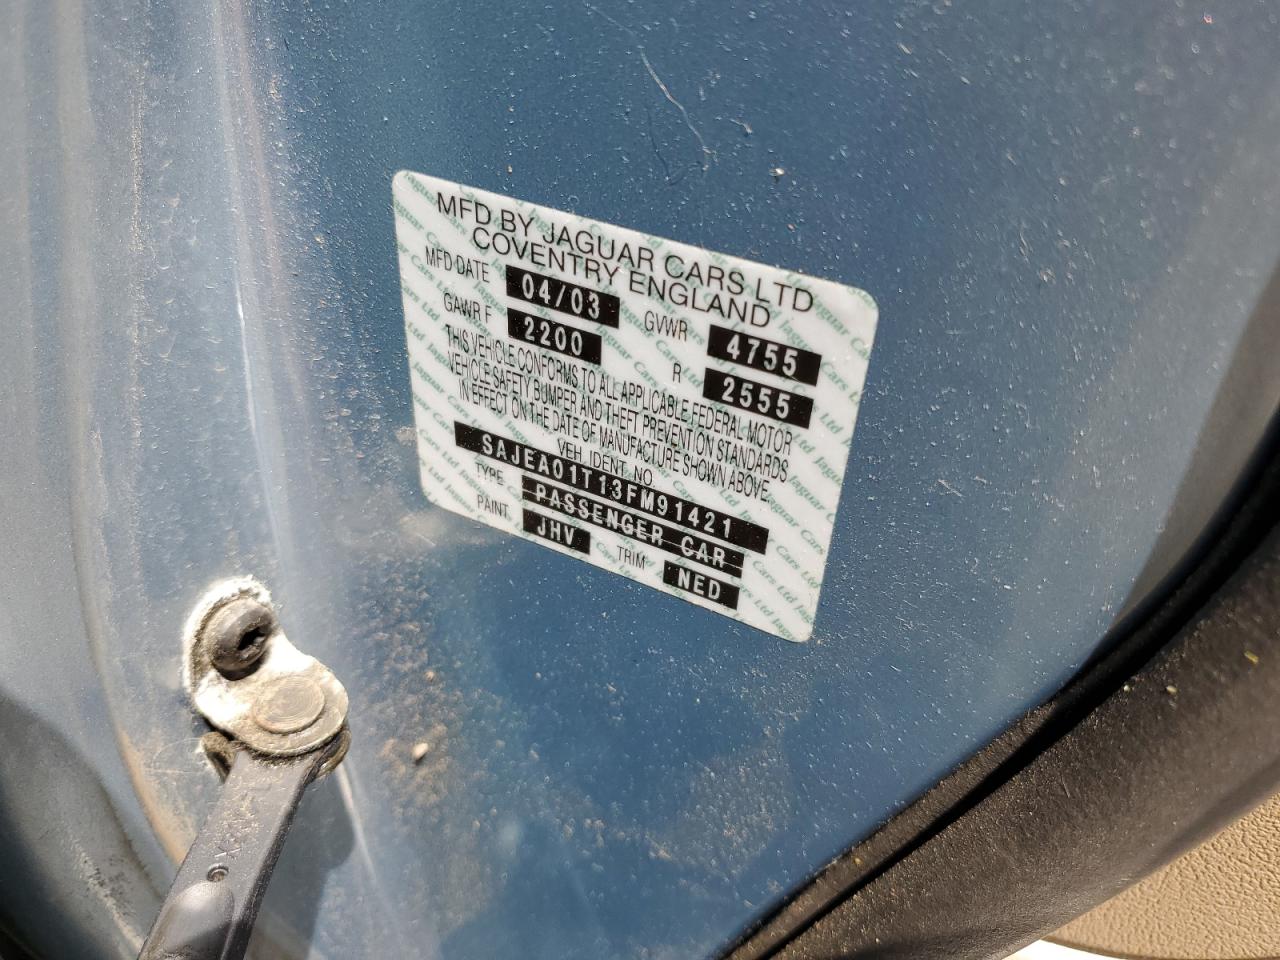 MFD BY JAGUAR CARS LTD
COVENTRY ENGLAND
MFD DATE 04/03 GVWR 4755
GAWR F 2200 R 2555
THIS VEHICLE CONFORMS TO ALL APPLICABLE FEDERAL MOTOR
VEHICLE SAFETY BUMPER AND THEFT PREVENTION STANDARDS
IN EFFECT ON THE DATE OF MANUFACTURE SHOWN ABOVE.
VEH. IDENT. NO.
SAJEA01T13FM91421
TYPE PASSENGER CAR
PAINT JHV TRIM NED